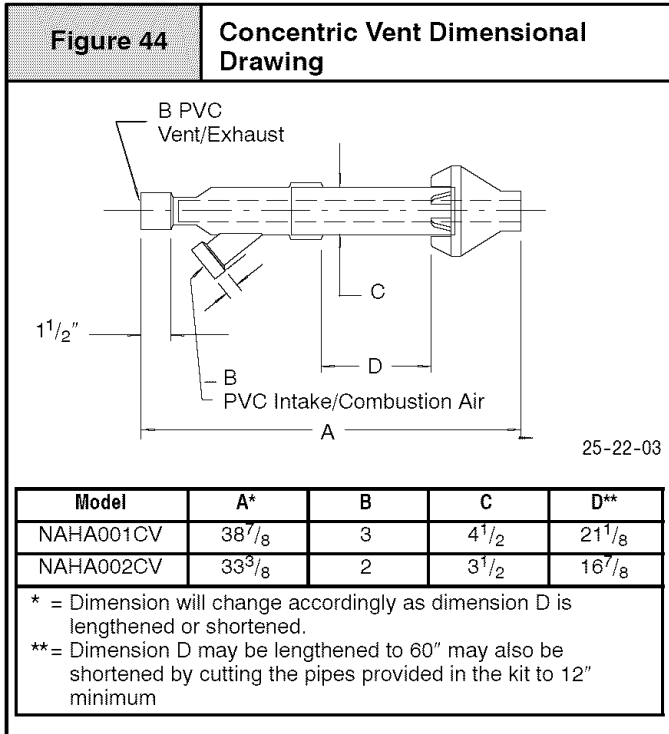 Figure 44
Concentric Vent Dimensional
Drawing
B PVC
Vent/Exhaust
C
1 1/2"
D
B
PVC Intake/Combustion Air
A
25-22-03
Model A* B C D**
NAHA001CV 38 7/8 3 4 1/2 21 1/8
NAHA002CV 33 3/8 2 3 1/2 16 7/8
* = Dimension will change accordingly as dimension D is
lengthened or shortened.
**= Dimension D may be lengthened to 60" may also be
shortened by cutting the pipes provided in the kit to 12"
minimum